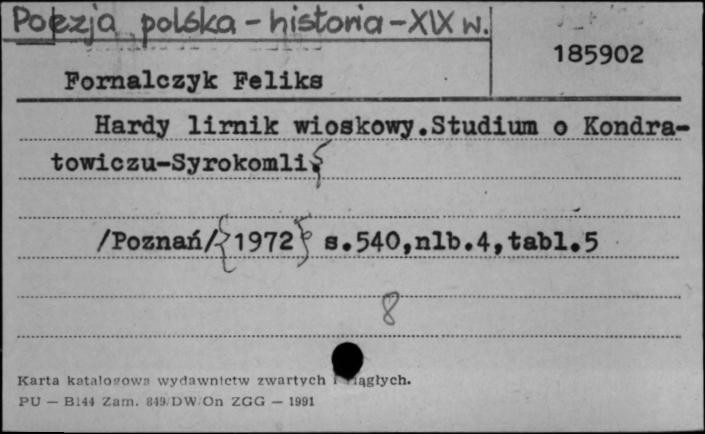 Poezja polska - historia - XIX w.
185902
Fornalczyk Feliks
Hardy lirnik wioskowy.Studium o Kondra-
towiczu-Syrokomli.
/Poznań/{1972} s.540,nlb.4,tabl.5
8
Karta katalogowa wydawnictw zwartych i ciągłych.
PU — B144 Zam. 849/DW/On ZGG — 1991